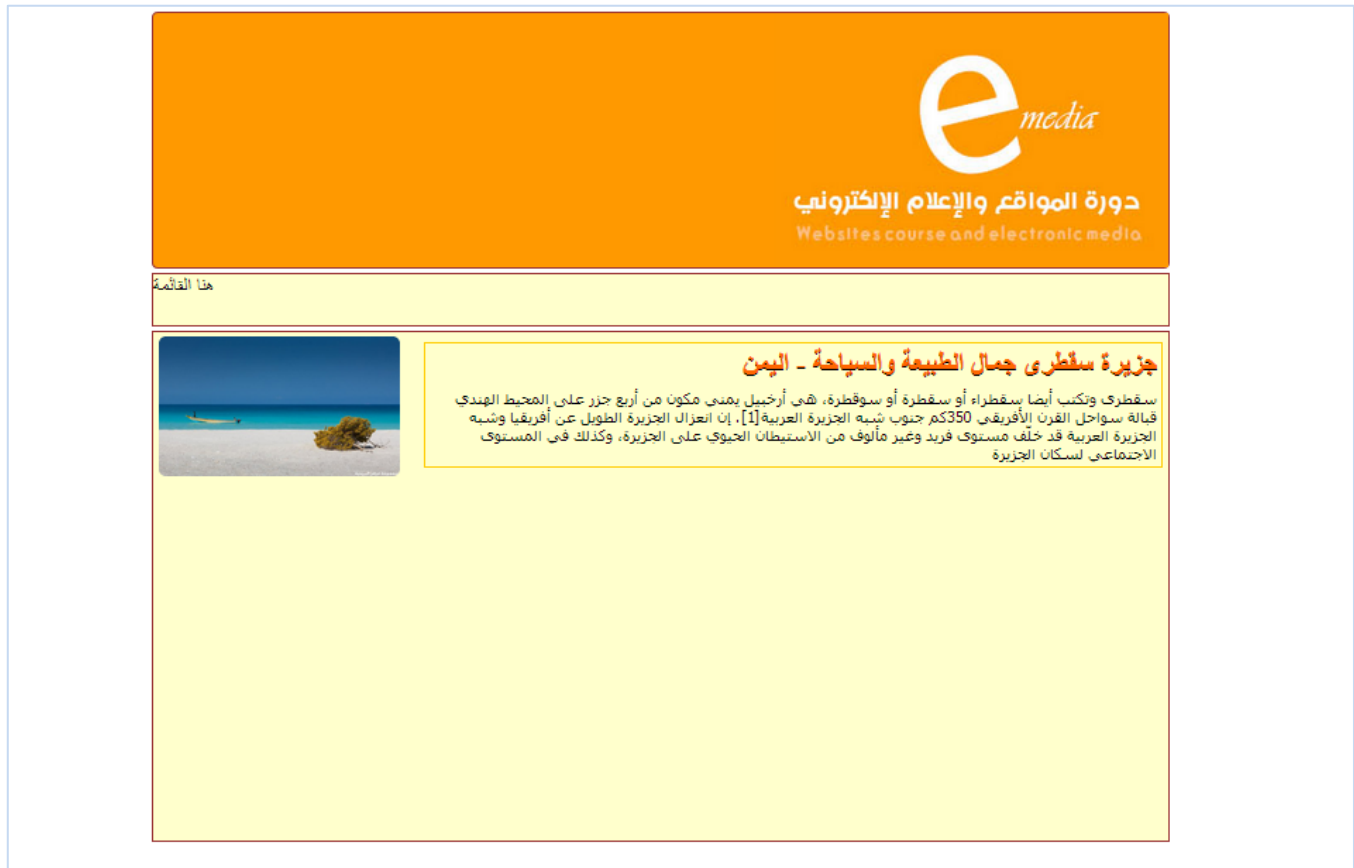 e media
دورة المواقع والإعلام الإلكتروني
Websites course and electronic media
هنا القائمة
جزيرة سقطرى جمال الطبيعة والسياحة - اليمن
سقطرى وتكتب أيضا سقطراء أو سقطرة أو سوقطرة، هي أرخبيل يمني مكون من أربع جزر على المحيط الهندي
قبالة سواحل القرن الأفريقي 350كم جنوب شبه الجزيرة العربية[1]. إن انعزال الجزيرة الطويل عن أفريقيا وشبه
الجزيرة العربية قد خلّف مستوى فريد وغير مألوف من الاستيطان الحيوي على الجزيرة، وكذلك في المستوى
الاجتماعي لسكان الجزيرة